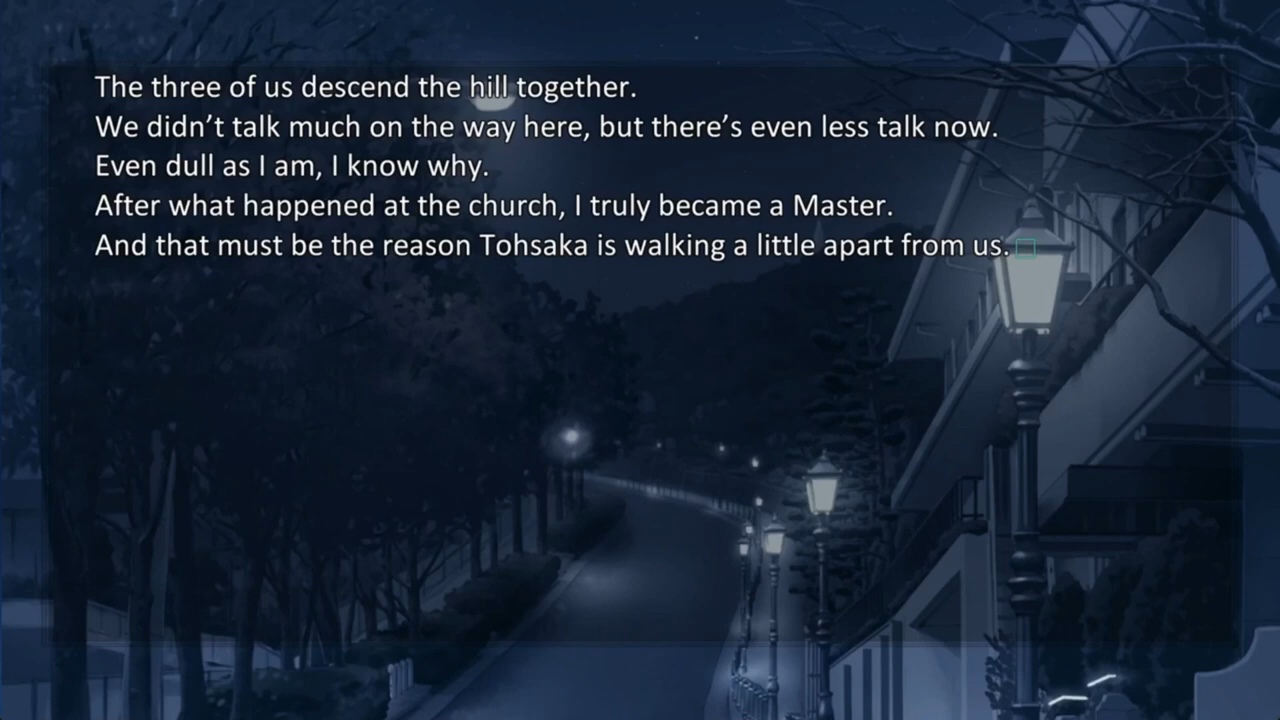 The three of us descend the hill together.
We didn’t talk much on the way here, but there’s even less talk now.
Even dull as I am, I know why.
After what happened at the church, I truly became a Master.
And that must be the reason Tohsaka is walking a little apart from us.